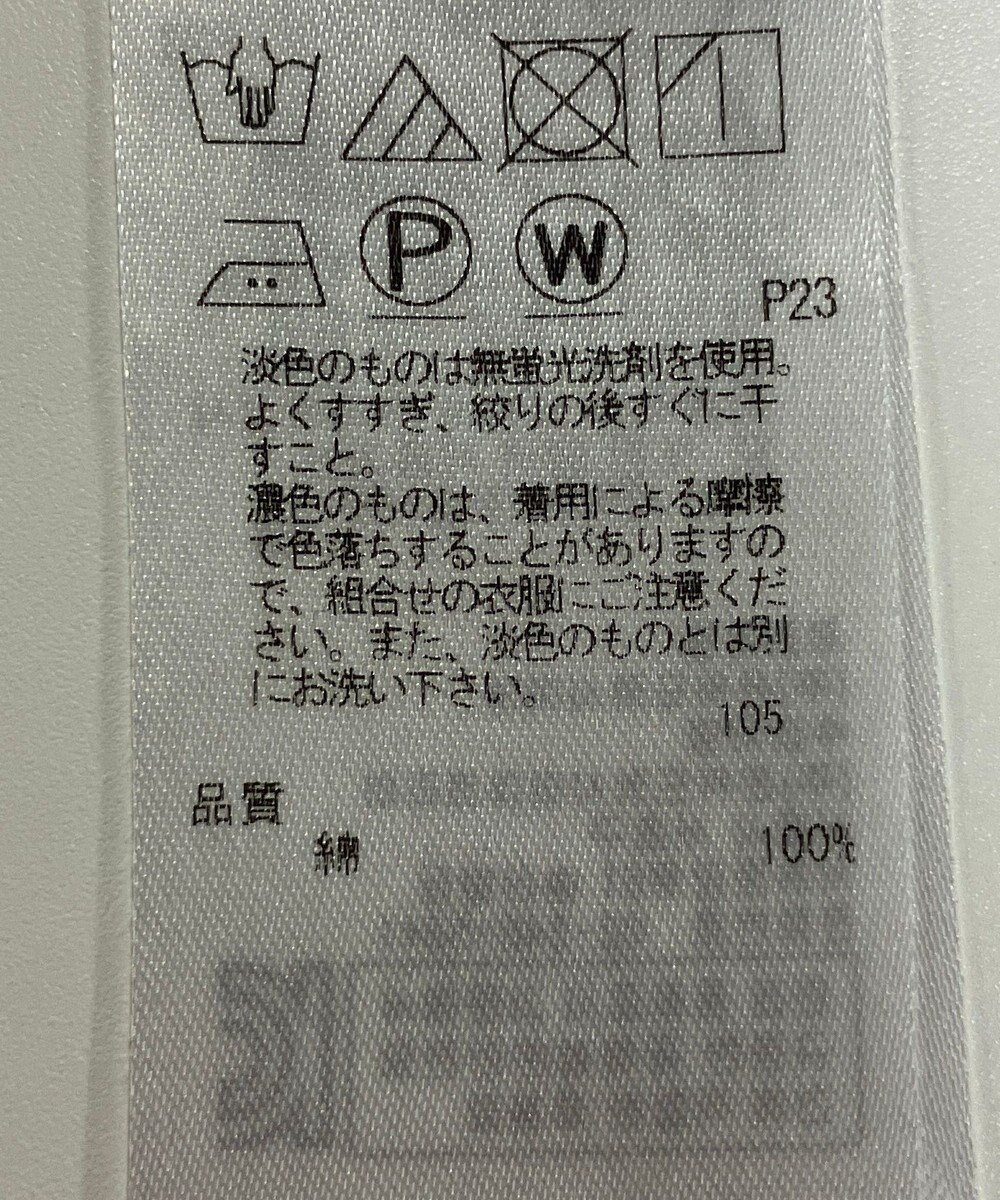 P
W
P23
淡色のものは無蛍光洗剤を使用。
よくすすぎ、絞りの後すぐに干
すこと。
濃色のものは、着用による摩擦
で色落ちすることがありますの
で、組合せの衣服にご注意くだ
さい。また、淡色のものとは別
にお洗い下さい。
105
品質
綿 100%